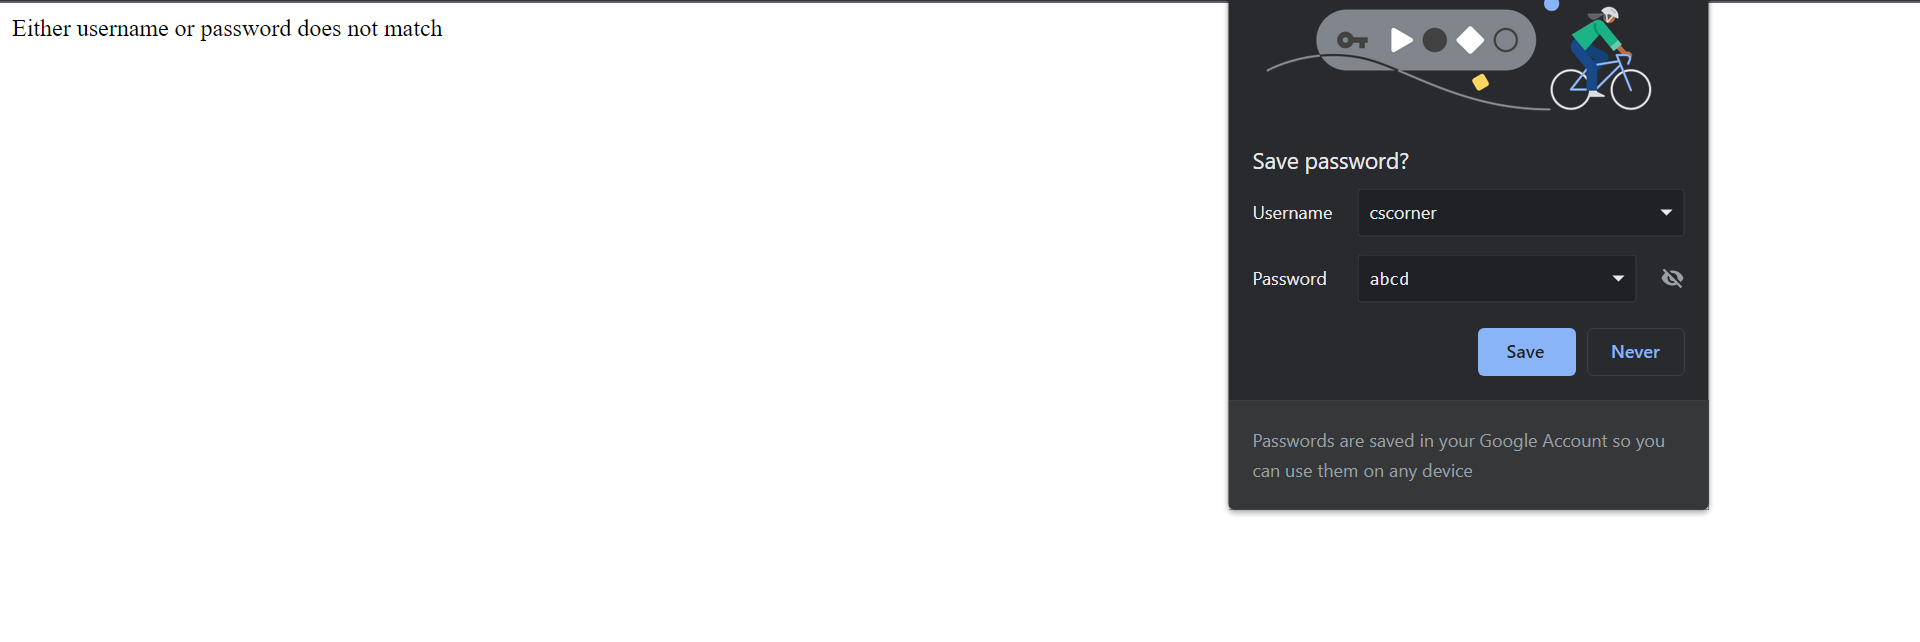 Either username or password does not match
Save password?
Username cscorner
Password abcd
Save Never
Passwords are saved in your Google Account so you
can use them on any device